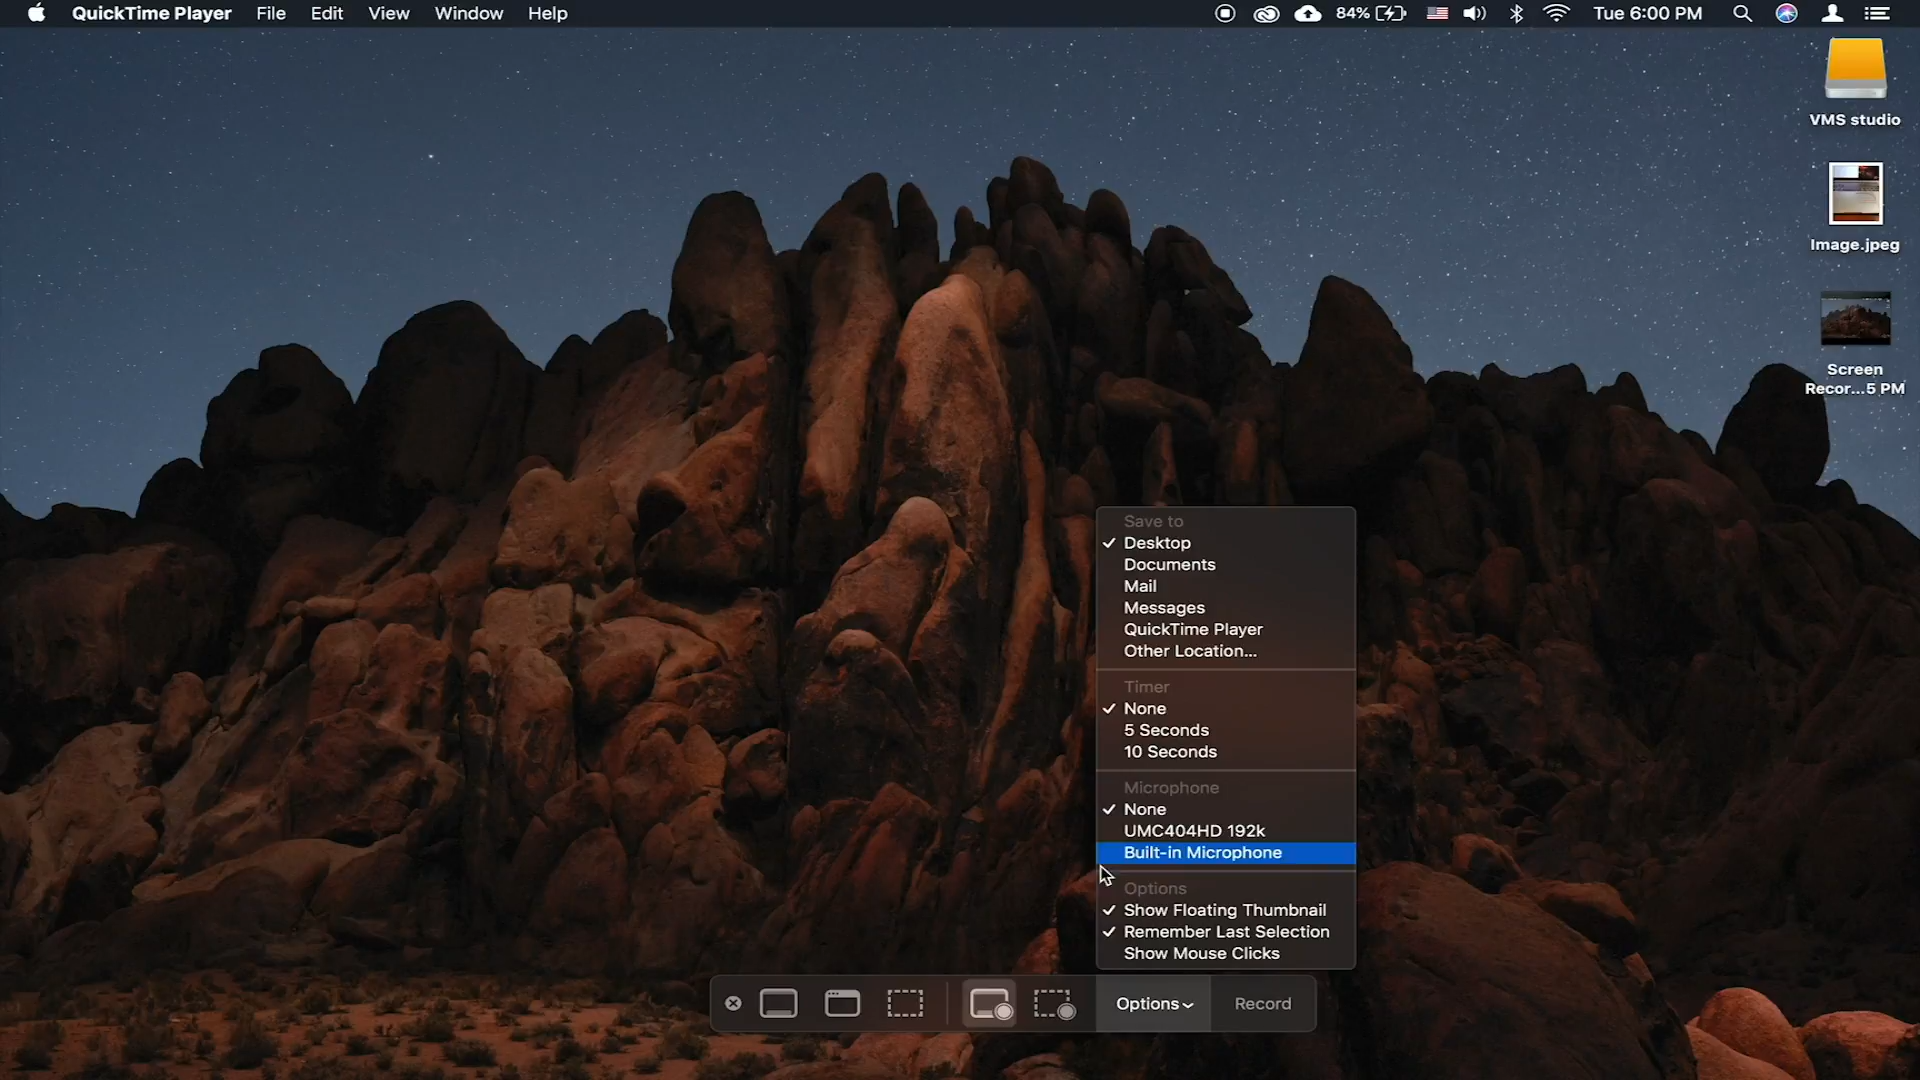 QuickTime Player File Edit View Window Help 84% Tue 6:00 PM
VMS studio
Image.jpeg
Screen
Recor...5 PM
Save to
Desktop
Documents
Mail
Messages
QuickTime Player
Other Location...
Timer
None
5 Seconds
10 Seconds
Microphone
None
UMC404HD 192k
Built-in Microphone
Options
Show Floating Thumbnail
Remember Last Selection
Show Mouse Clicks
Options Record